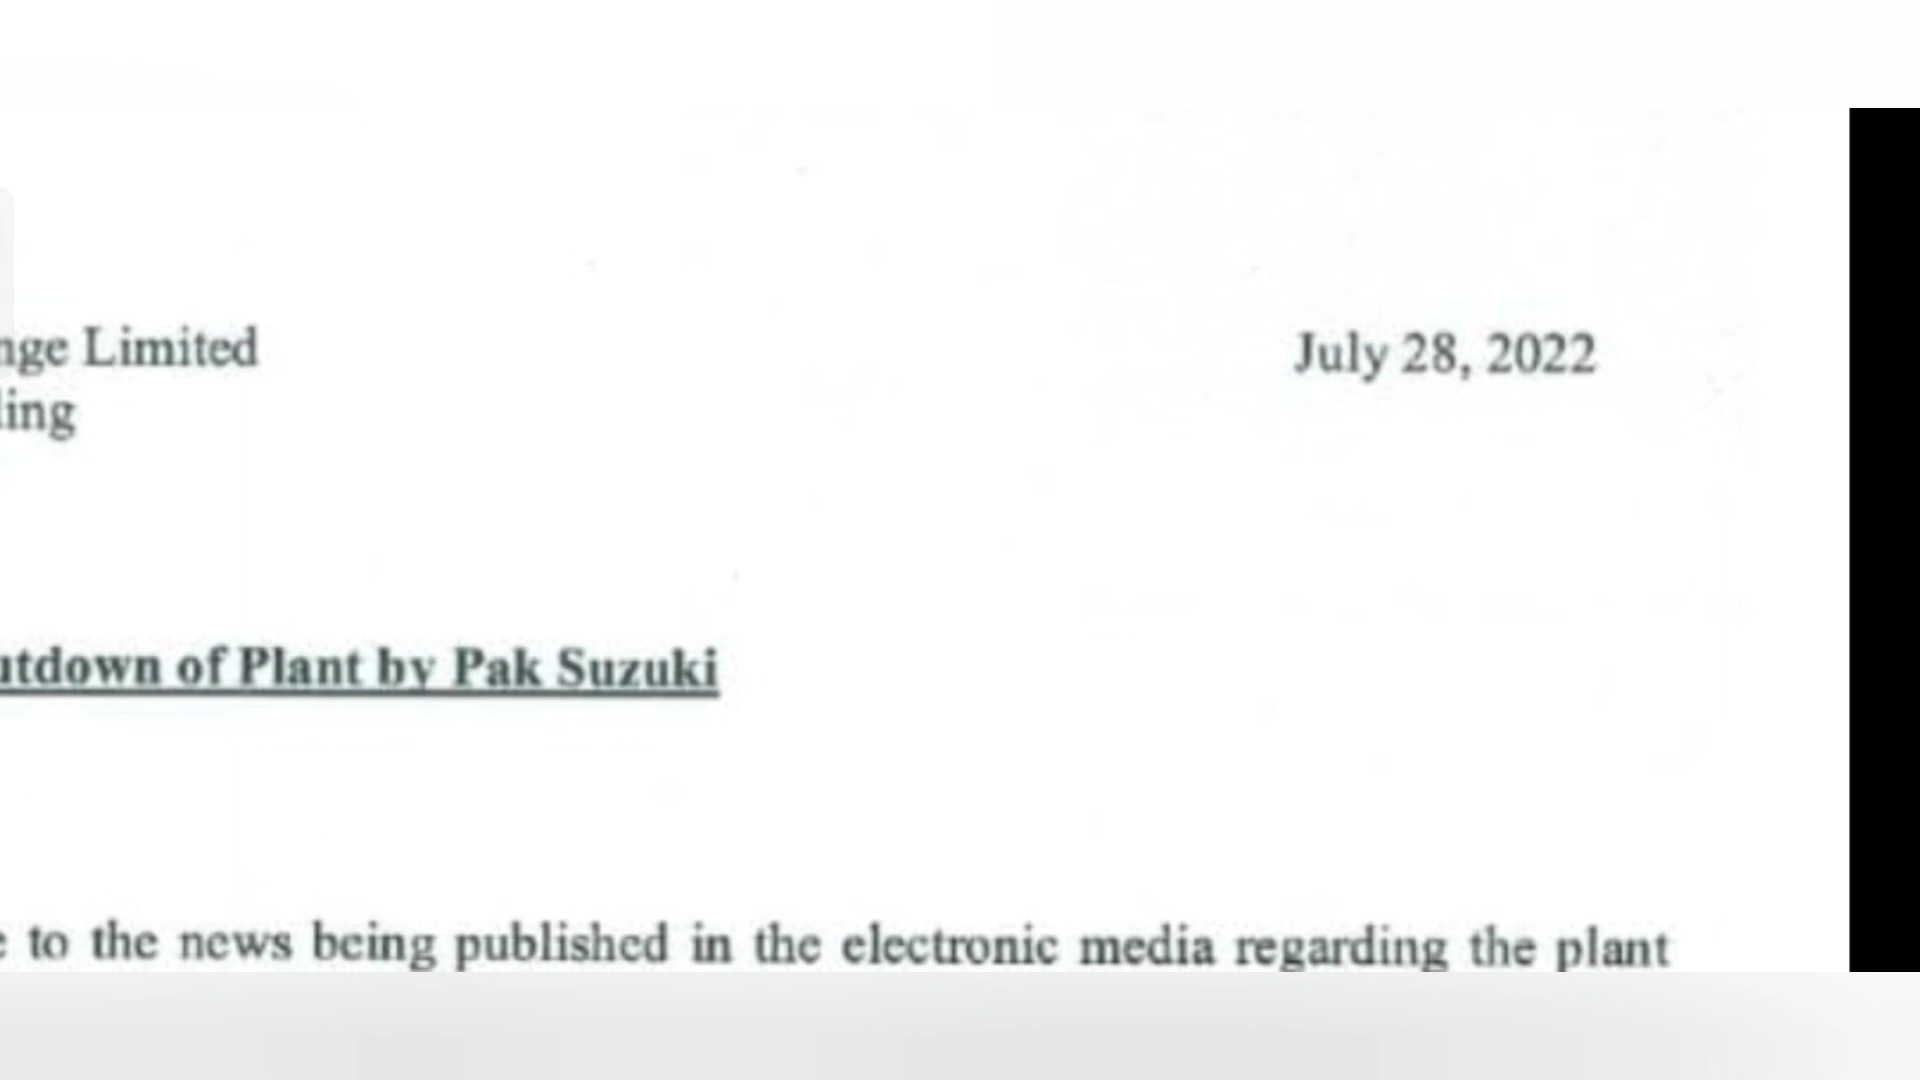 nge Limited
July 28, 2022
ing
utdown of Plant by Pak Suzuki
to the news being published in the electronic media regarding the plant